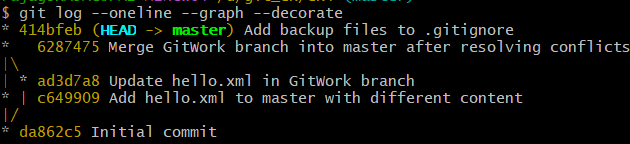 $ git log --oneline --graph --decorate
* 414bfeb (HEAD -> master) Add backup files to .gitignore
*   6287475 Merge GitWork branch into master after resolving conflicts
|\
| * ad3d7a8 Update hello.xml in GitWork branch
* | c649909 Add hello.xml to master with different content
|/
* da862c5 Initial commit